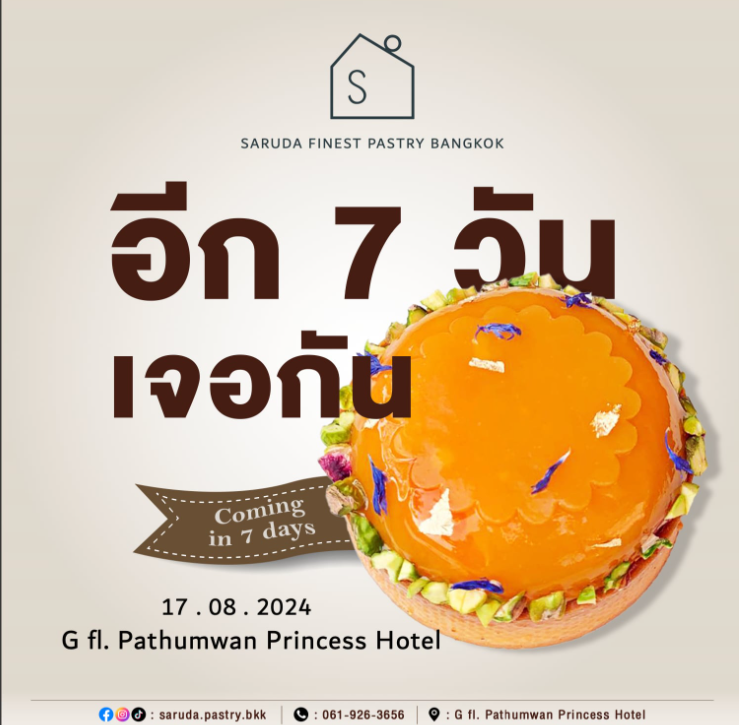 S
SARUDA FINEST PASTRY BANGKOK
อีก 7 วัน
เจอกัน
Coming
in 7 days
17 . 08 . 2024
G fl. Pathumwan Princess Hotel
: saruda.pastry.bkk : 061-926-3656 : G fl. Pathumwan Princess Hotel